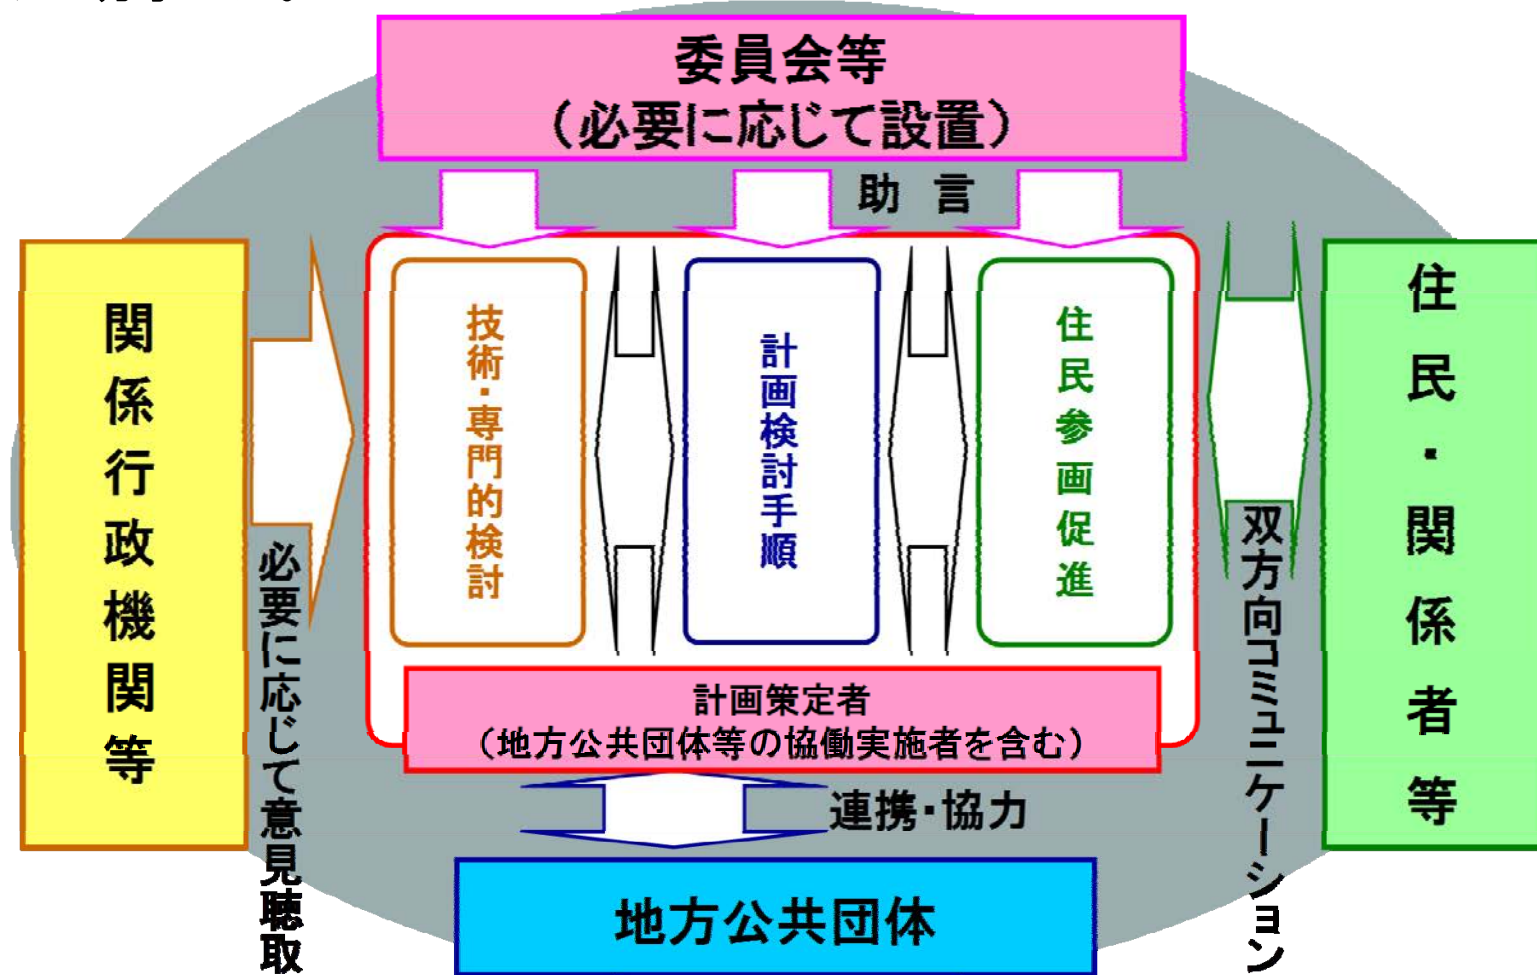 委員会等
（必要に応じて設置）
助 言
関係行政機関等
必要に応じて意見聴取
技術・専門的検討
計画検討手順
住民参画促進
双方向コミュニケーション
住民・関係者等
計画策定者
（地方公共団体等の協働実施者を含む）
連携・協力
地方公共団体